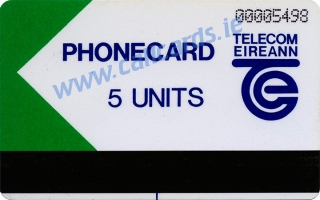 00005498
PHONECARD
TELECOM
EIREANN
5 UNITS
www.callcards.ie